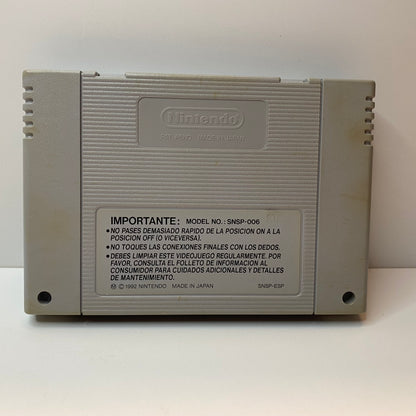 Nintendo
PAT. PEND. MADE IN JAPAN
IMPORTANTE: MODEL NO.: SNSP-006
•NO PASES DEMASIADO RAPIDO DE LA POSICION ON A LA
POSICION OFF (O VICEVERSA).
•NO TOQUES LAS CONEXIONES FINALES CON LOS DEDOS.
•DEBES LIMPIAR ESTE VIDEOJUEGO REGULARMENTE. POR
FAVOR, CONSULTA EL FOLLETO DE INFORMACION AL
CONSUMIDOR PARA CUIDADOS ADICIONALES Y DETALLES
DE MANTENIMIENTO.
Ⓜ © 1992 NINTENDO MADE IN JAPAN SNSP-ESP